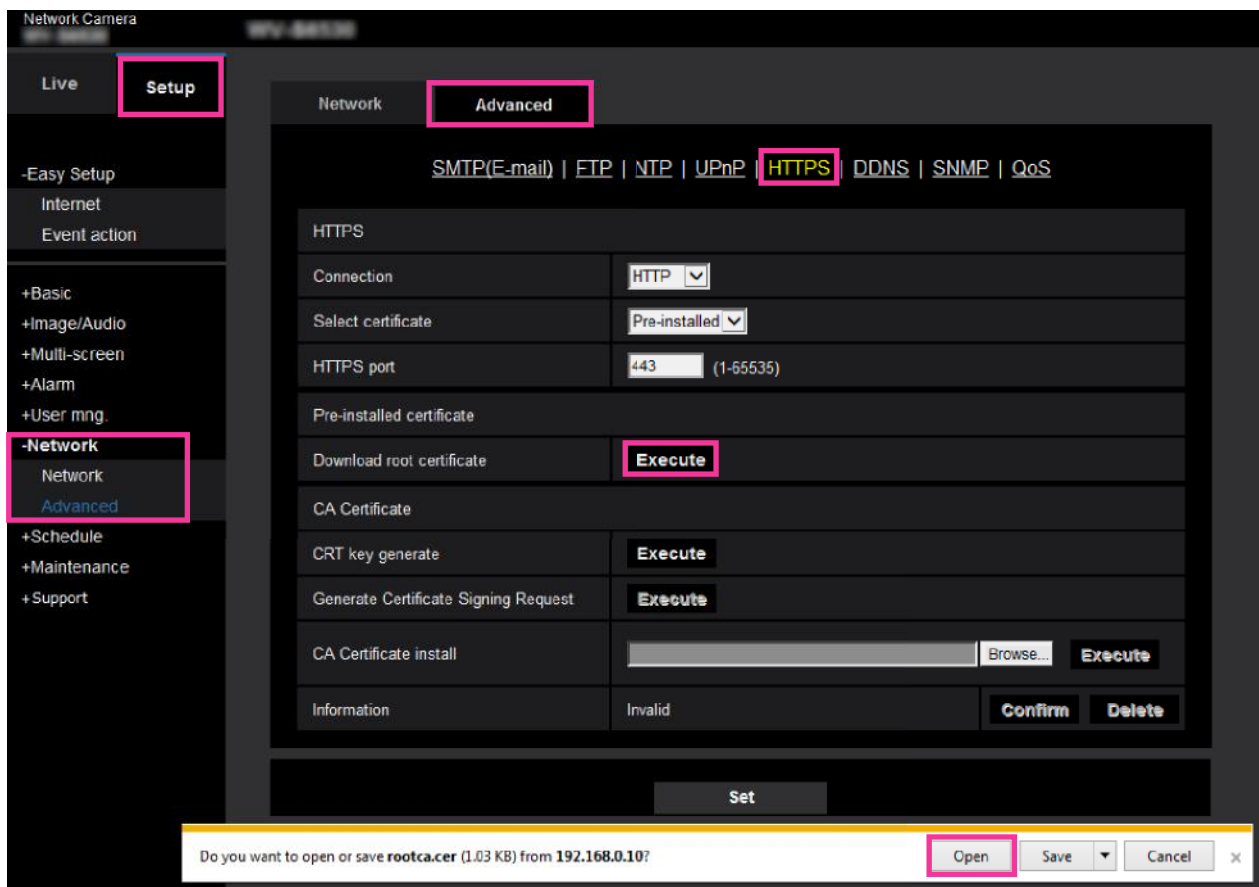 Network Camera
Live
Setup
Network
Advanced
SMTP(E-mail) | FTP | NTP | UPnP | HTTPS | DDNS | SNMP | QoS
-Easy Setup
Internet
Event action
+Basic
+Image/Audio
+Multi-screen
+Alarm
+User mng.
-Network
Network
Advanced
+Schedule
+Maintenance
+Support
HTTPS
Connection HTTP
Select certificate Pre-installed
HTTPS port 443 (1-65535)
Pre-installed certificate
Download root certificate Execute
CA Certificate
CRT key generate Execute
Generate Certificate Signing Request Execute
CA Certificate install Browse... Execute
Information Invalid Confirm Delete
Set
Do you want to open or save rootca.cer (1.03 KB) from 192.168.0.10? Open Save Cancel ×